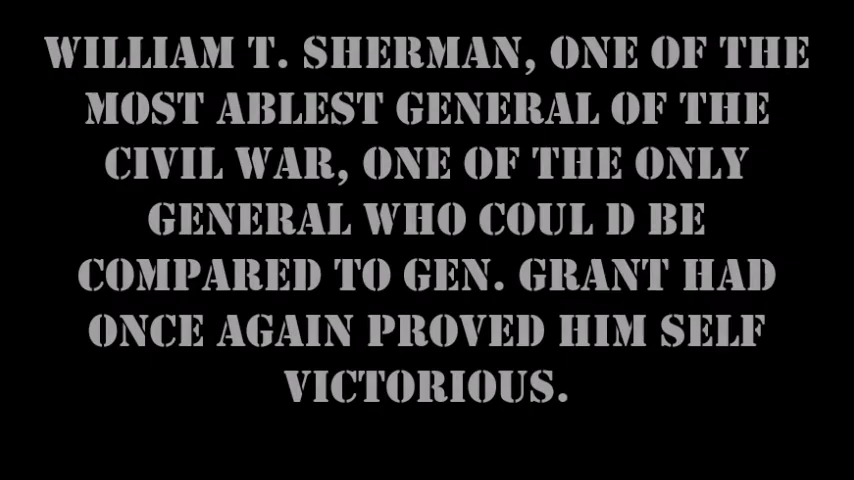 WILLIAM T. SHERMAN, ONE OF THE
MOST ABLEST GENERAL OF THE
CIVIL WAR, ONE OF THE ONLY
GENERAL WHO COUL D BE
COMPARED TO GEN. GRANT HAD
ONCE AGAIN PROVED HIM SELF
VICTORIOUS.